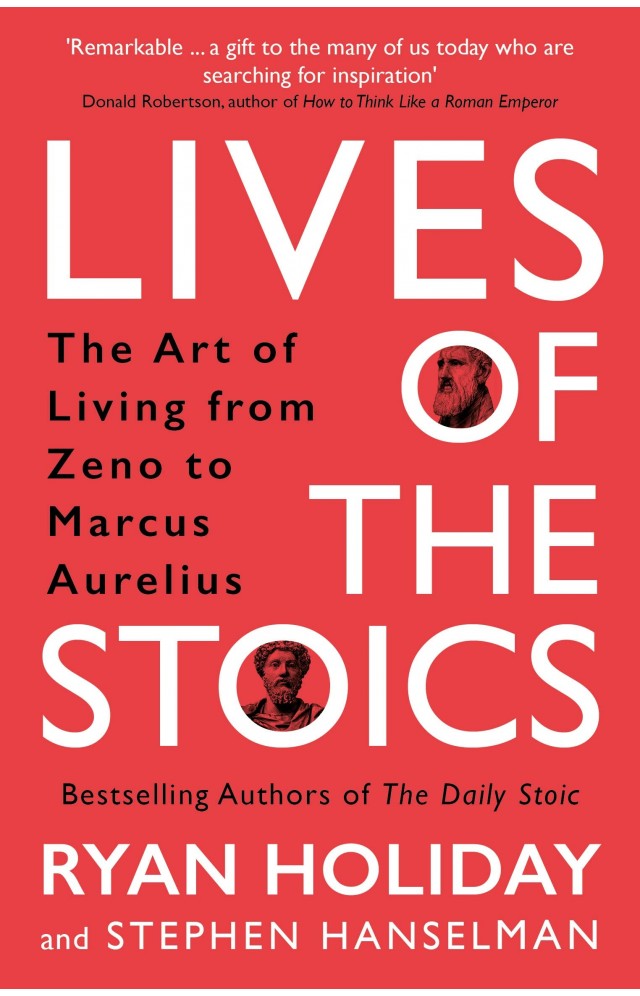 'Remarkable ... a gift to the many of us today who are
searching for inspiration'
Donald Robertson, author of How to Think Like a Roman Emperor
LIVES
OF
THE
STOICS
The Art of
Living from
Zeno to
Marcus
Aurelius
Bestselling Authors of The Daily Stoic
RYAN HOLIDAY
and STEPHEN HANSELMAN